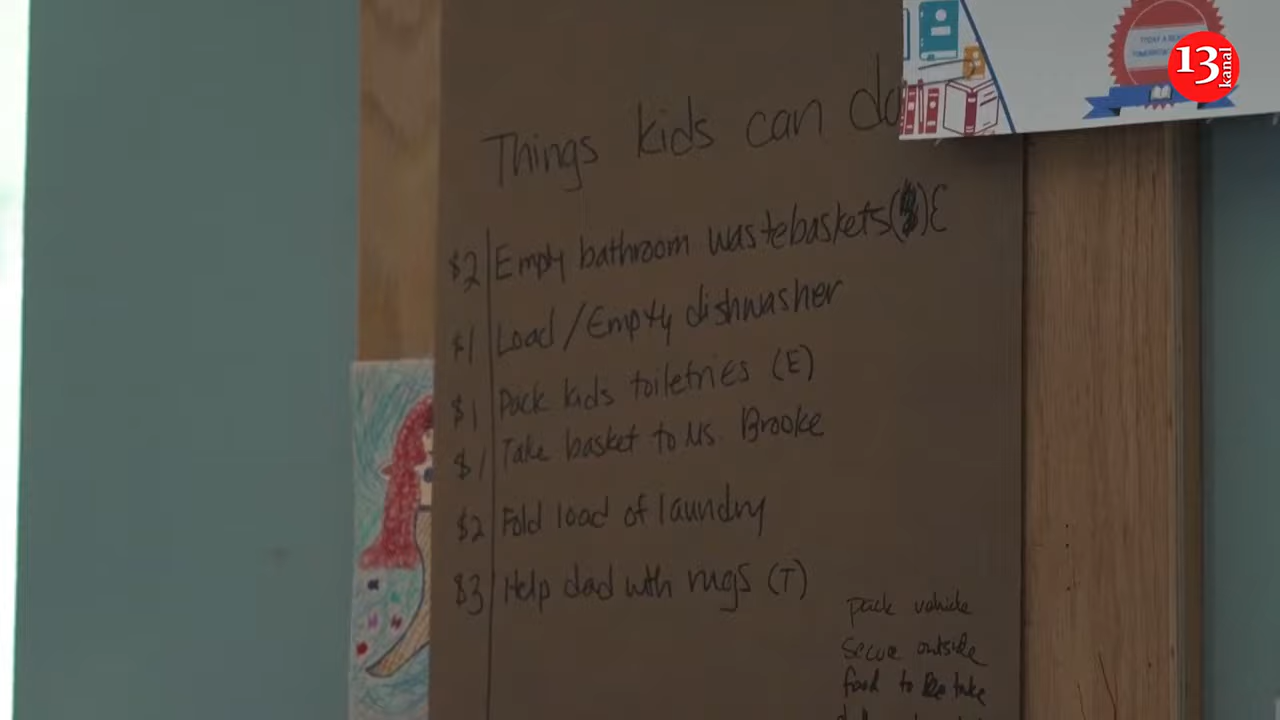 13
kanal
Things kids can do
$2 Empty bathroom wastebaskets ($) E
$1 Load / Empty dishwasher
$1 Pack kids toiletries (E)
$1 Take basket to Ms. Brooke
$2 Fold load of laundry
$3 Help dad with rugs (T)
pack vehicle
secure outside
food to take